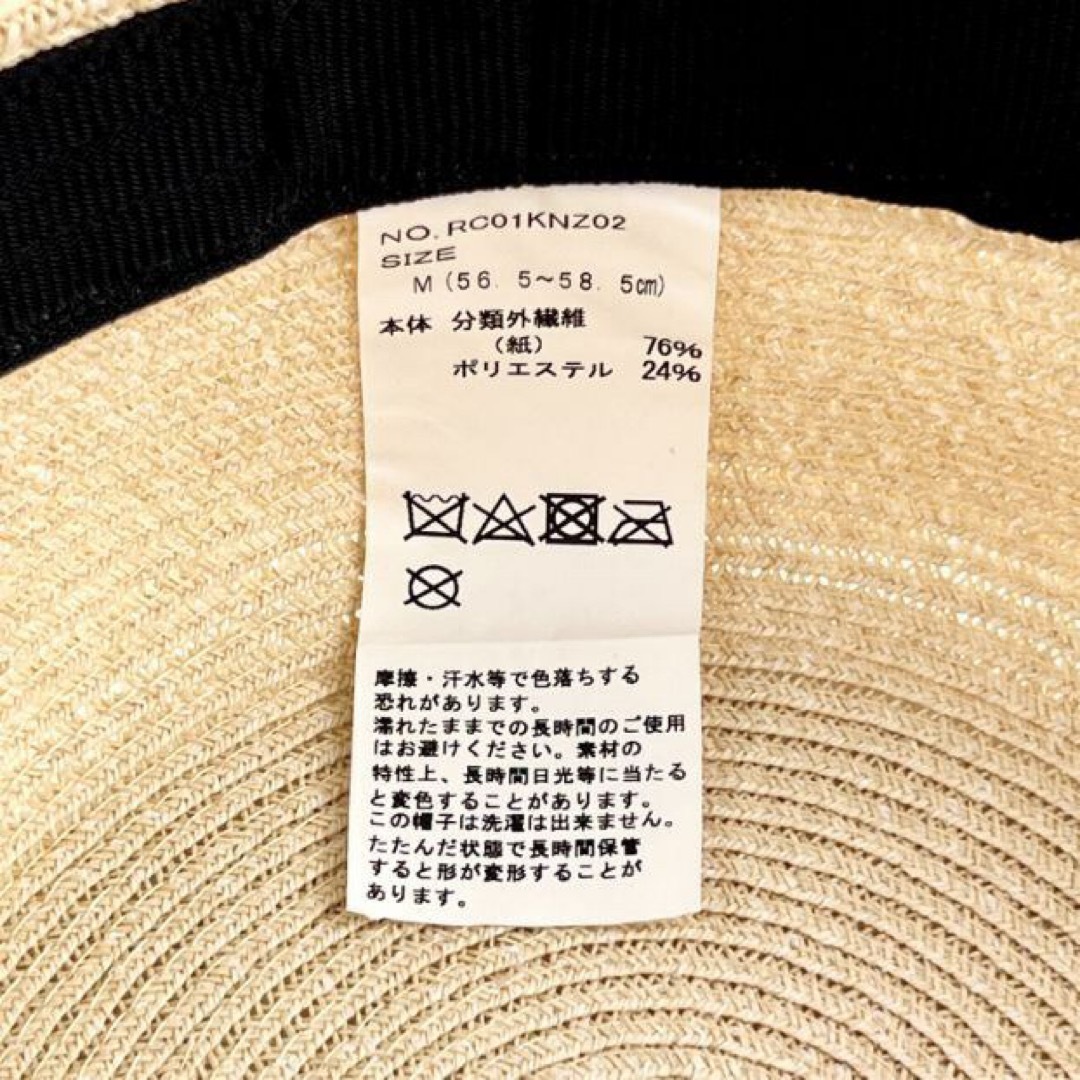 NO.RC01KNZ02
SIZE
M(56.5~58.5㎝)
本体 分類外繊維
(紙) 76%
ポリエステル 24%
摩擦・汗水等で色落ちする
恐れがあります。
濡れたままでの長時間のご使用
はお避けください。素材の
特性上、長時間日光等に当たる
と変色することがあります。
この帽子は洗濯は出来ません。
たたんだ状態で長時間保管
すると形が変形することが
あります。